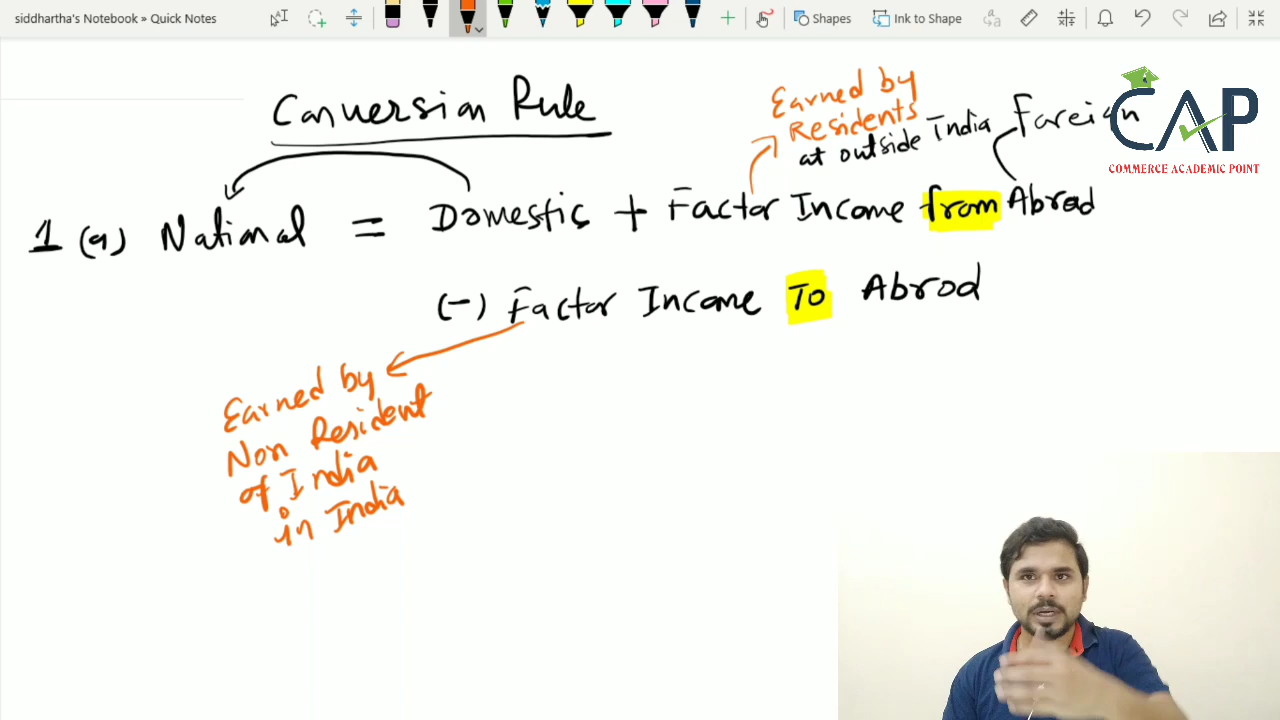 siddhartha's Notebook » Quick Notes
Shapes
Ink to Shape
Conversion Rule
Earned by
Residents
at outside India
Foreign
CAP
COMMERCE ACADEMIC POINT
1 (a) National = Domestic + Factor Income from Abroad
(-) Factor Income To Abrod
Earned by
Non Resident
of India
in India